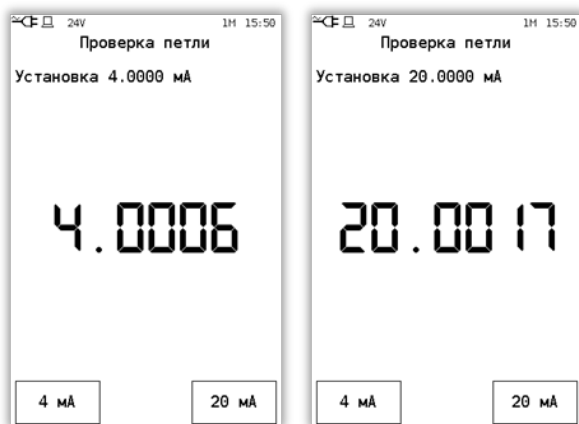 24V 1M 15:50
Проверка петли
Установка 4.0000 мА
4.0006
4 мА 20 мА
24V 1M 15:50
Проверка петли
Установка 20.0000 мА
20.0017
4 мА 20 мА